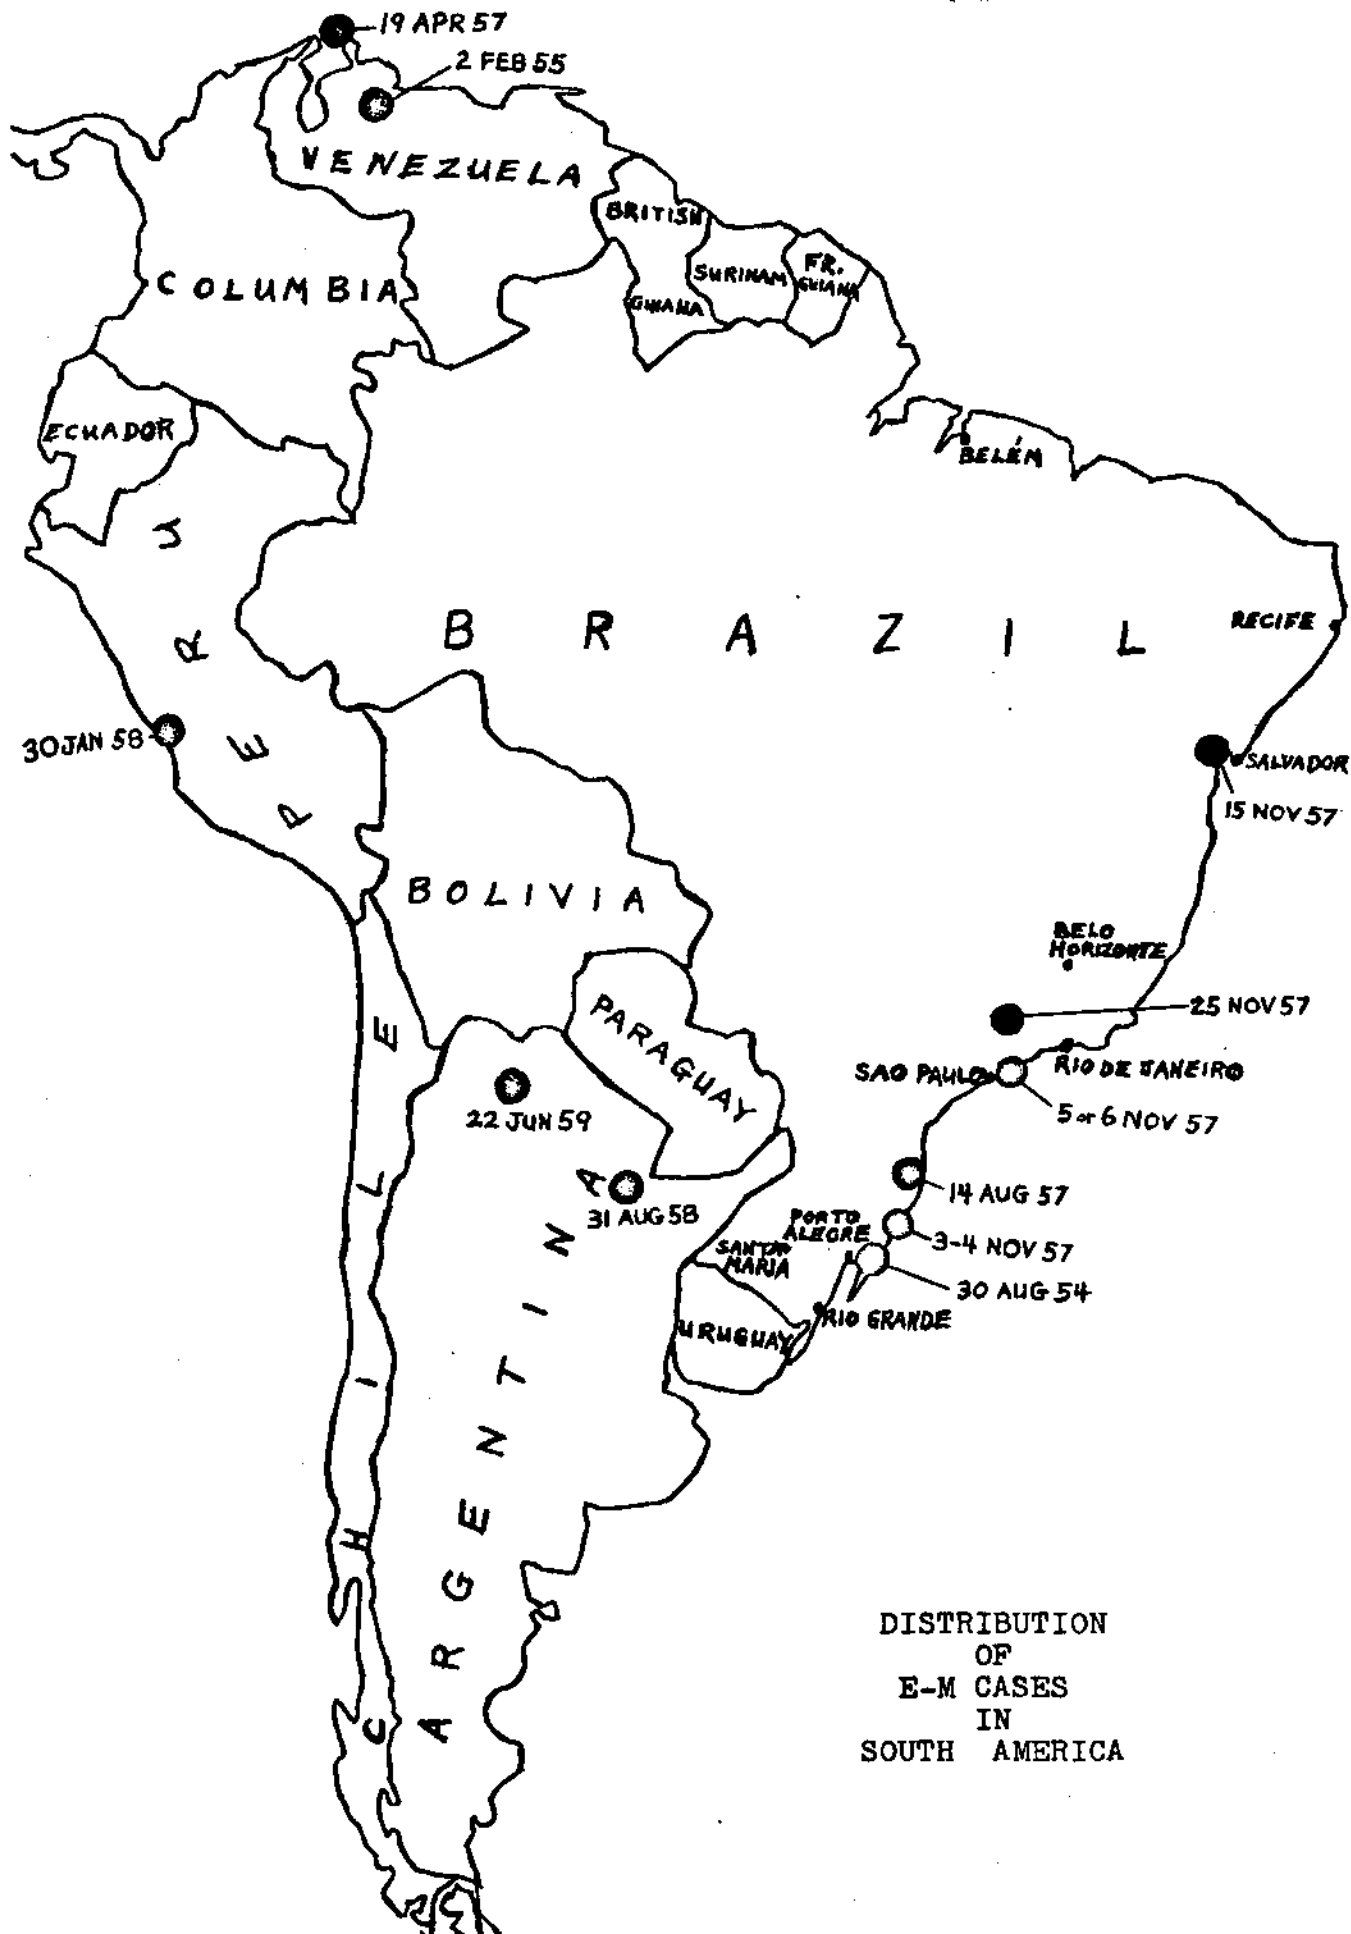 19 APR 57
2 FEB 55
VENEZUELA
BRITISH
GUIANA
SURINAM
FR.
GUIANA
COLUMBIA
ECUADOR
BELÉM
PERU
BRAZIL
RECIFE
30 JAN 58
SALVADOR
15 NOV 57
BOLIVIA
BELO
HORIZONTE
25 NOV 57
PARAGUAY
SAO PAULO
RIO DE JANEIRO
5 or 6 NOV 57
22 JUN 59
14 AUG 57
31 AUG 58
PORTO
ALEGRE
3-4 NOV 57
SANTA
MARIA
30 AUG 54
RIO GRANDE
URUGUAY
CHILE
ARGENTINA
DISTRIBUTION
OF
E-M CASES
IN
SOUTH AMERICA